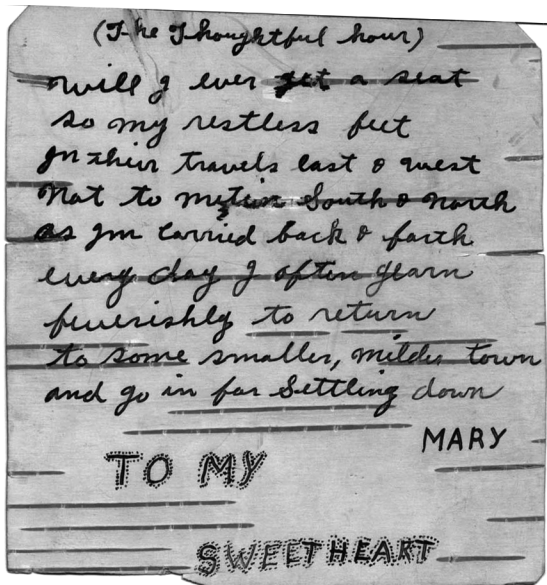 (The Thoughtful hour)
will I ever get a seat
so my restless feet
In their travels east & west
Not to mention South & North
as Im carried back & forth
every day I often yearn
feverishly to return
to some smaller, milder town
and go in for Settling down
MARY
TO MY
SWEETHEART